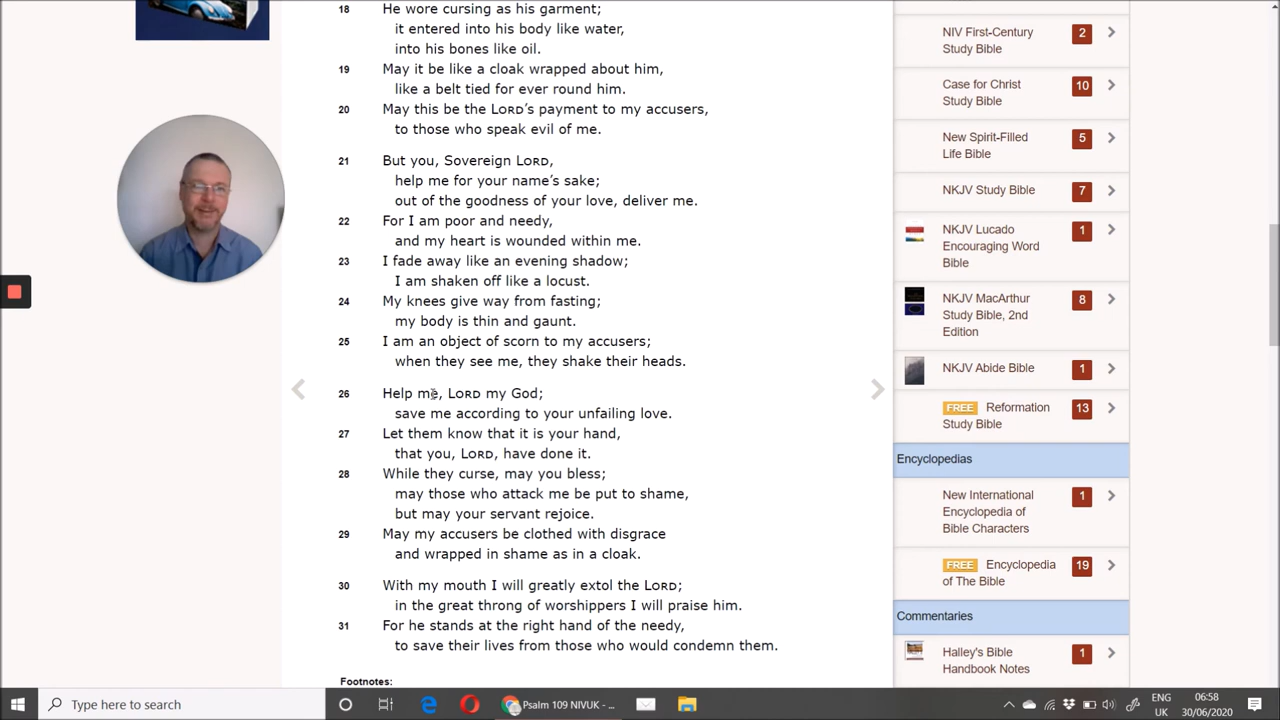 18 He wore cursing as his garment;
it entered into his body like water,
into his bones like oil.
19 May it be like a cloak wrapped about him,
like a belt tied for ever round him.
20 May this be the LORD’s payment to my accusers,
to those who speak evil of me.
21 But you, Sovereign LORD,
help me for your name’s sake;
out of the goodness of your love, deliver me.
22 For I am poor and needy,
and my heart is wounded within me.
23 I fade away like an evening shadow;
I am shaken off like a locust.
24 My knees give way from fasting;
my body is thin and gaunt.
25 I am an object of scorn to my accusers;
when they see me, they shake their heads.
26 Help me, LORD my God;
save me according to your unfailing love.
27 Let them know that it is your hand,
that you, LORD, have done it.
28 While they curse, may you bless;
may those who attack me be put to shame,
but may your servant rejoice.
29 May my accusers be clothed with disgrace
and wrapped in shame as in a cloak.
30 With my mouth I will greatly extol the LORD;
in the great throng of worshippers I will praise him.
31 For he stands at the right hand of the needy,
to save their lives from those who would condemn them.
Footnotes:
NIV First-Century 2
Study Bible
Case for Christ 10
Study Bible
New Spirit-Filled 5
Life Bible
NKJV Study Bible 7
NKJV Lucado 1
Encouraging Word
Bible
NKJV MacArthur 8
Study Bible, 2nd
Edition
NKJV Abide Bible 1
FREE Reformation 13
Study Bible
Encyclopedias
New International 1
Encyclopedia of
Bible Characters
FREE Encyclopedia 19
of The Bible
Commentaries
Halley's Bible 1
Handbook Notes
Type here to search
Psalm 109 NIVUK - ...
ENG 06:58
UK 30/06/2020